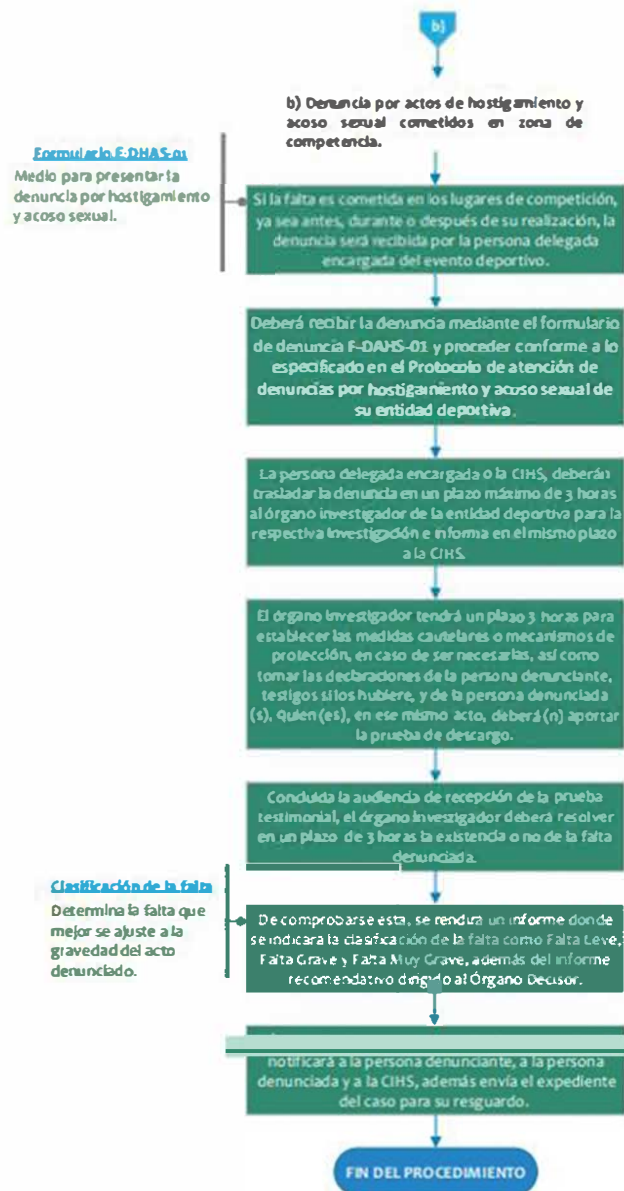 b)
b) Denuncia por actos de hostigamiento y
acoso sexual cometidos en zona de
competencia.
Formulario F-DHAS-01
Medio para presentar la
denuncia por hostigamiento
y acoso sexual.
Si la falta es cometida en los lugares de competición,
ya sea antes, durante o después de su realización, la
denuncia será recibida por la persona delegada
encargada del evento deportivo.
Deberá recibir la denuncia mediante el formulario
de denuncia F-DAHS-01 y proceder conforme a lo
especificado en el Protocolo de atención de
denuncias por hostigamiento y acoso sexual de
su entidad deportiva.
La persona delegada encargada o la CIHS, deberán
trasladar la denuncia en un plazo máximo de 3 horas
al órgano investigador de la entidad deportiva para la
respectiva investigación e informa en el mismo plazo
a la CIHS.
El órgano investigador tendrá un plazo 3 horas para
establecer las medidas cautelares o mecanismos de
protección, en caso de ser necesarias, así como
tomar las declaraciones de la persona denunciante,
testigos si los hubiere, y de la persona denunciada
(s), quien(es), en ese mismo acto, deberá(n) aportar
la prueba de descargo.
Concluida la audiencia de recepción de la prueba
testimonial, el órgano investigador deberá resolver
en un plazo de 3 horas la existencia o no de la falta
denunciada.
Clasificación de la falta
Determina la falta que
mejor se ajuste a la
gravedad del acto
denunciado.
De comprobarse esta, se rendirá un informe donde
se indicará la clasificación de la falta como Falta Leve,
Falta Grave y Falta Muy Grave, además del informe
recomendativo dirigido al Órgano Decisor.
notificará a la persona denunciante, a la persona
denunciada y a la CIHS, además envía el expediente
del caso para su resguardo.
FIN DEL PROCEDIMIENTO